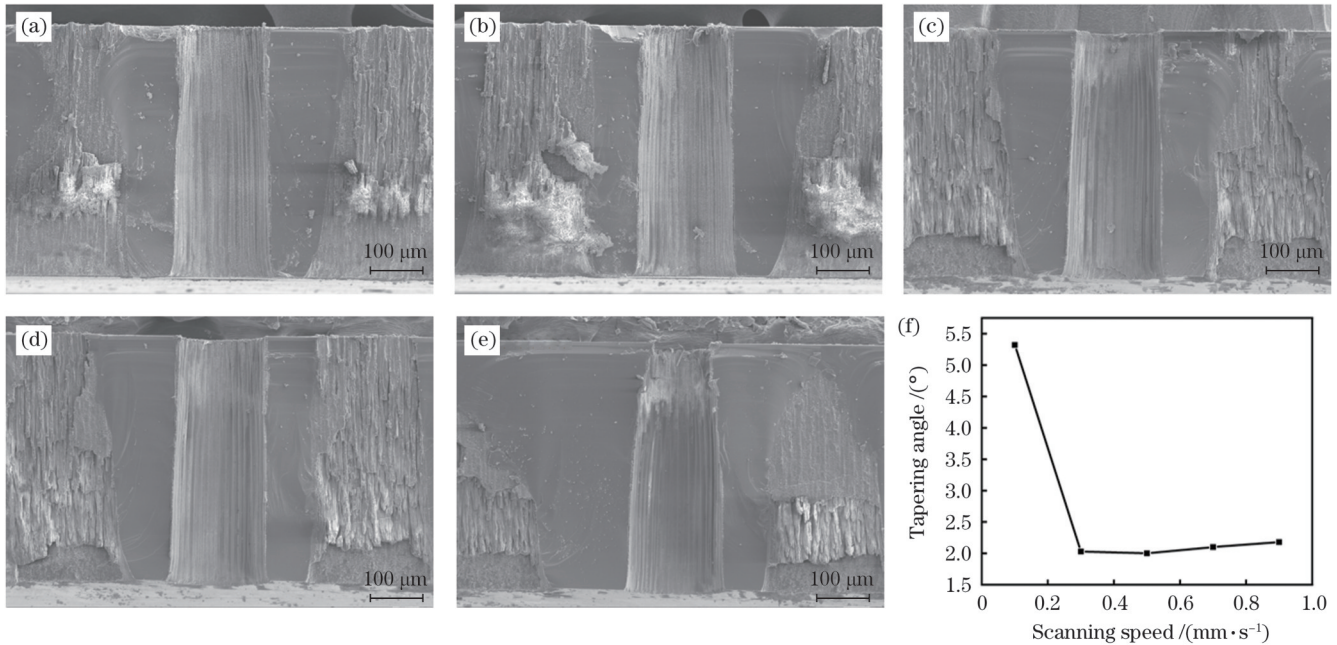 (a)
100 μm
(b)
100 μm
(c)
100 μm
(d)
100 μm
(e)
100 μm
(f)
Tapering angle /(°)
5.5
5.0
4.5
4.0
3.5
3.0
2.5
2.0
1.5
0 0.2 0.4 0.6 0.8 1.0
Scanning speed /(mm·s⁻¹)